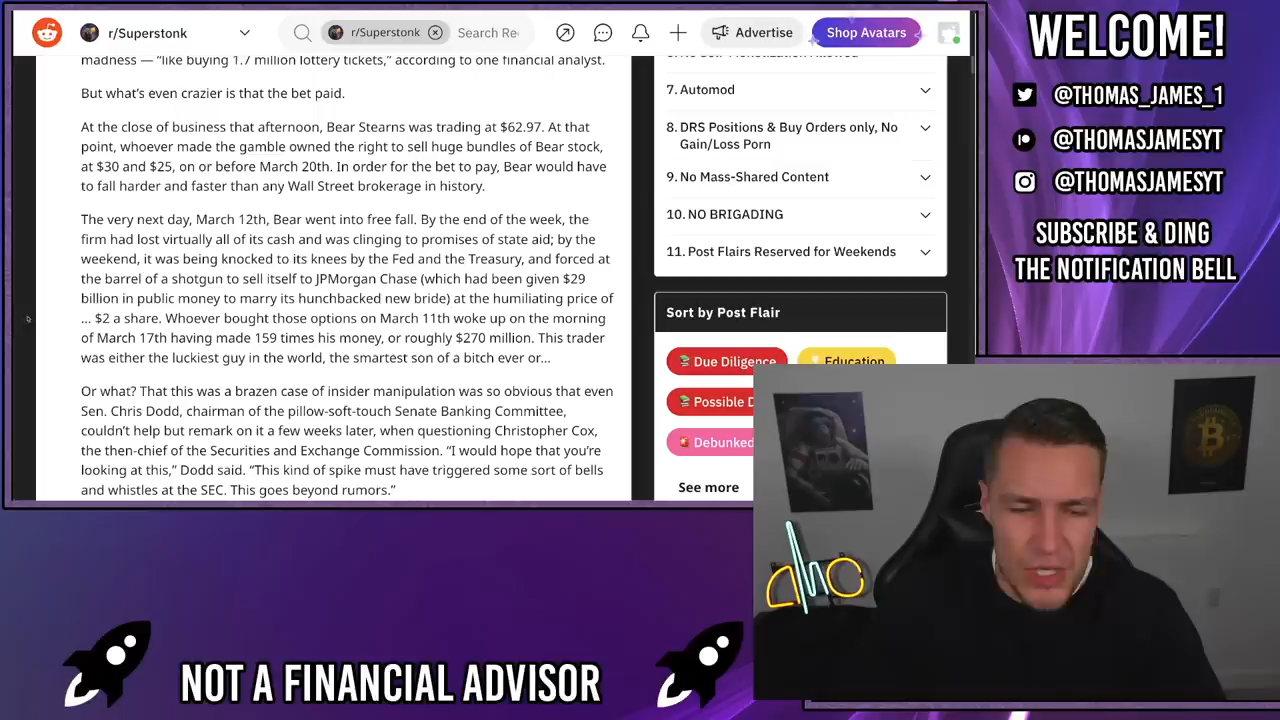 r/Superstonk
r/Superstonk
Search Re
Advertise
Shop Avatars
madness — “like buying 1.7 million lottery tickets,” according to one financial analyst.
But what’s even crazier is that the bet paid.
At the close of business that afternoon, Bear Stearns was trading at $62.97. At that
point, whoever made the gamble owned the right to sell huge bundles of Bear stock,
at $30 and $25, on or before March 20th. In order for the bet to pay, Bear would have
to fall harder and faster than any Wall Street brokerage in history.
The very next day, March 12th, Bear went into free fall. By the end of the week, the
firm had lost virtually all of its cash and was clinging to promises of state aid; by the
weekend, it was being knocked to its knees by the Fed and the Treasury, and forced at
the barrel of a shotgun to sell itself to JPMorgan Chase (which had been given $29
billion in public money to marry its hunchbacked new bride) at the humiliating price of
… $2 a share. Whoever bought those options on March 11th woke up on the morning
of March 17th having made 159 times his money, or roughly $270 million. This trader
was either the luckiest guy in the world, the smartest son of a bitch ever or…
Or what? That this was a brazen case of insider manipulation was so obvious that even
Sen. Chris Dodd, chairman of the pillow-soft-touch Senate Banking Committee,
couldn’t help but remark on it a few weeks later, when questioning Christopher Cox,
the then-chief of the Securities and Exchange Commission. “I would hope that you’re
looking at this,” Dodd said. “This kind of spike must have triggered some sort of bells
and whistles at the SEC. This goes beyond rumors.”
7. Automod
8. DRS Positions & Buy Orders only, No
Gain/Loss Porn
9. No Mass-Shared Content
10. NO BRIGADING
11. Post Flairs Reserved for Weekends
Sort by Post Flair
Due Diligence
Education
Possible D
Debunked
See more
WELCOME!
@THOMAS_JAMES_1
@THOMASJAMESYT
@THOMASJAMESYT
SUBSCRIBE & DING
THE NOTIFICATION BELL
NOT A FINANCIAL ADVISOR